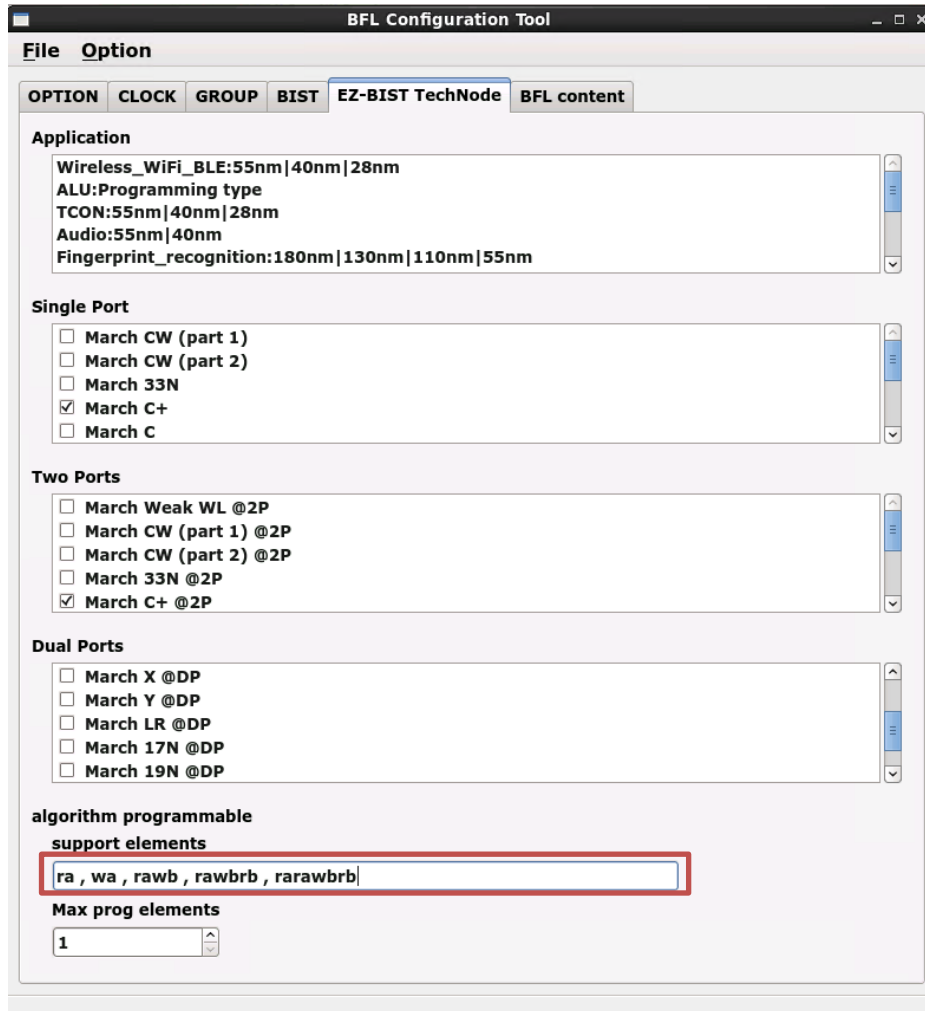 BFL Configuration Tool
File Option
OPTION CLOCK GROUP BIST EZ-BIST TechNode BFL content
Application
Wireless_WiFi_BLE:55nm|40nm|28nm
ALU:Programming type
TCON:55nm|40nm|28nm
Audio:55nm|40nm
Fingerprint_recognition:180nm|130nm|110nm|55nm
Single Port
March CW (part 1)
March CW (part 2)
March 33N
March C+
March C
Two Ports
March Weak WL @2P
March CW (part 1) @2P
March CW (part 2) @2P
March 33N @2P
March C+ @2P
Dual Ports
March X @DP
March Y @DP
March LR @DP
March 17N @DP
March 19N @DP
algorithm programmable
support elements
ra , wa , rawb , rawbrb , rarawbrb
Max prog elements
1